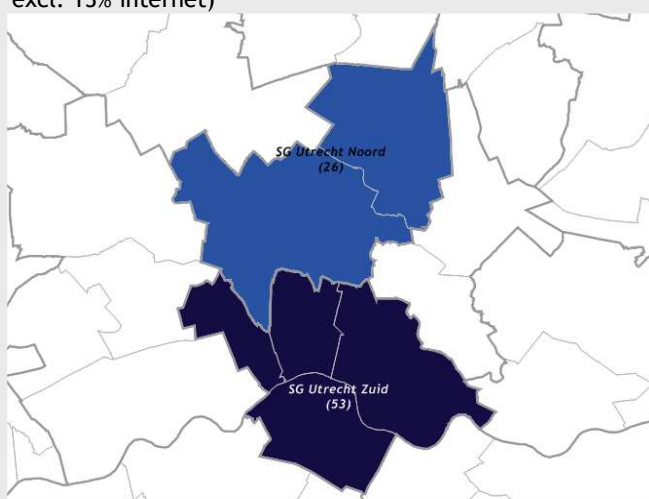 excl. 15% internet)
SG Utrecht Noord
(26)
SG Utrecht Zuid
(53)